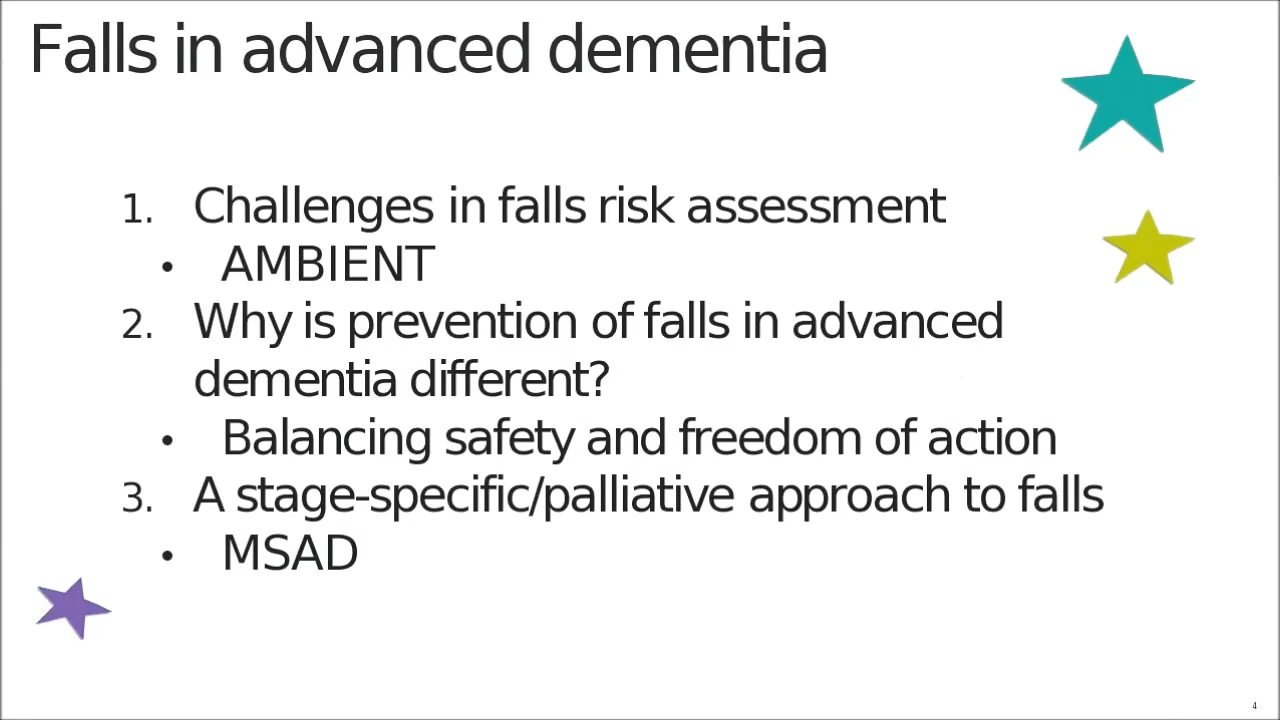 Falls in advanced dementia
1. Challenges in falls risk assessment
• AMBIENT
2. Why is prevention of falls in advanced
dementia different?
• Balancing safety and freedom of action
3. A stage-specific/palliative approach to falls
• MSAD
4